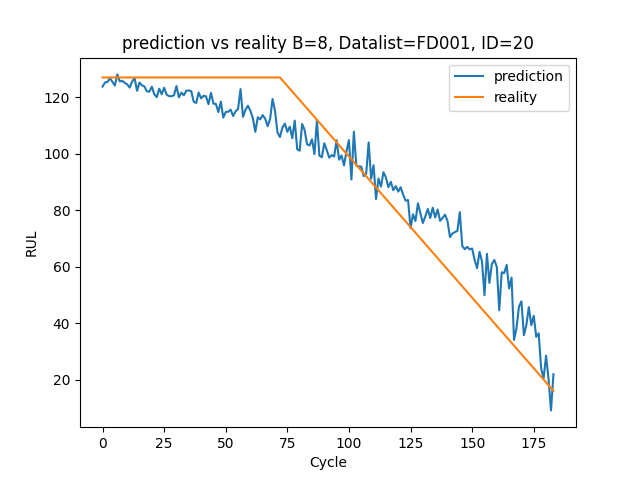 prediction vs reality B=8, Datalist=FD001, ID=20
prediction
reality
120
100
80
60
40
20
RUL
0 25 50 75 100 125 150 175
Cycle